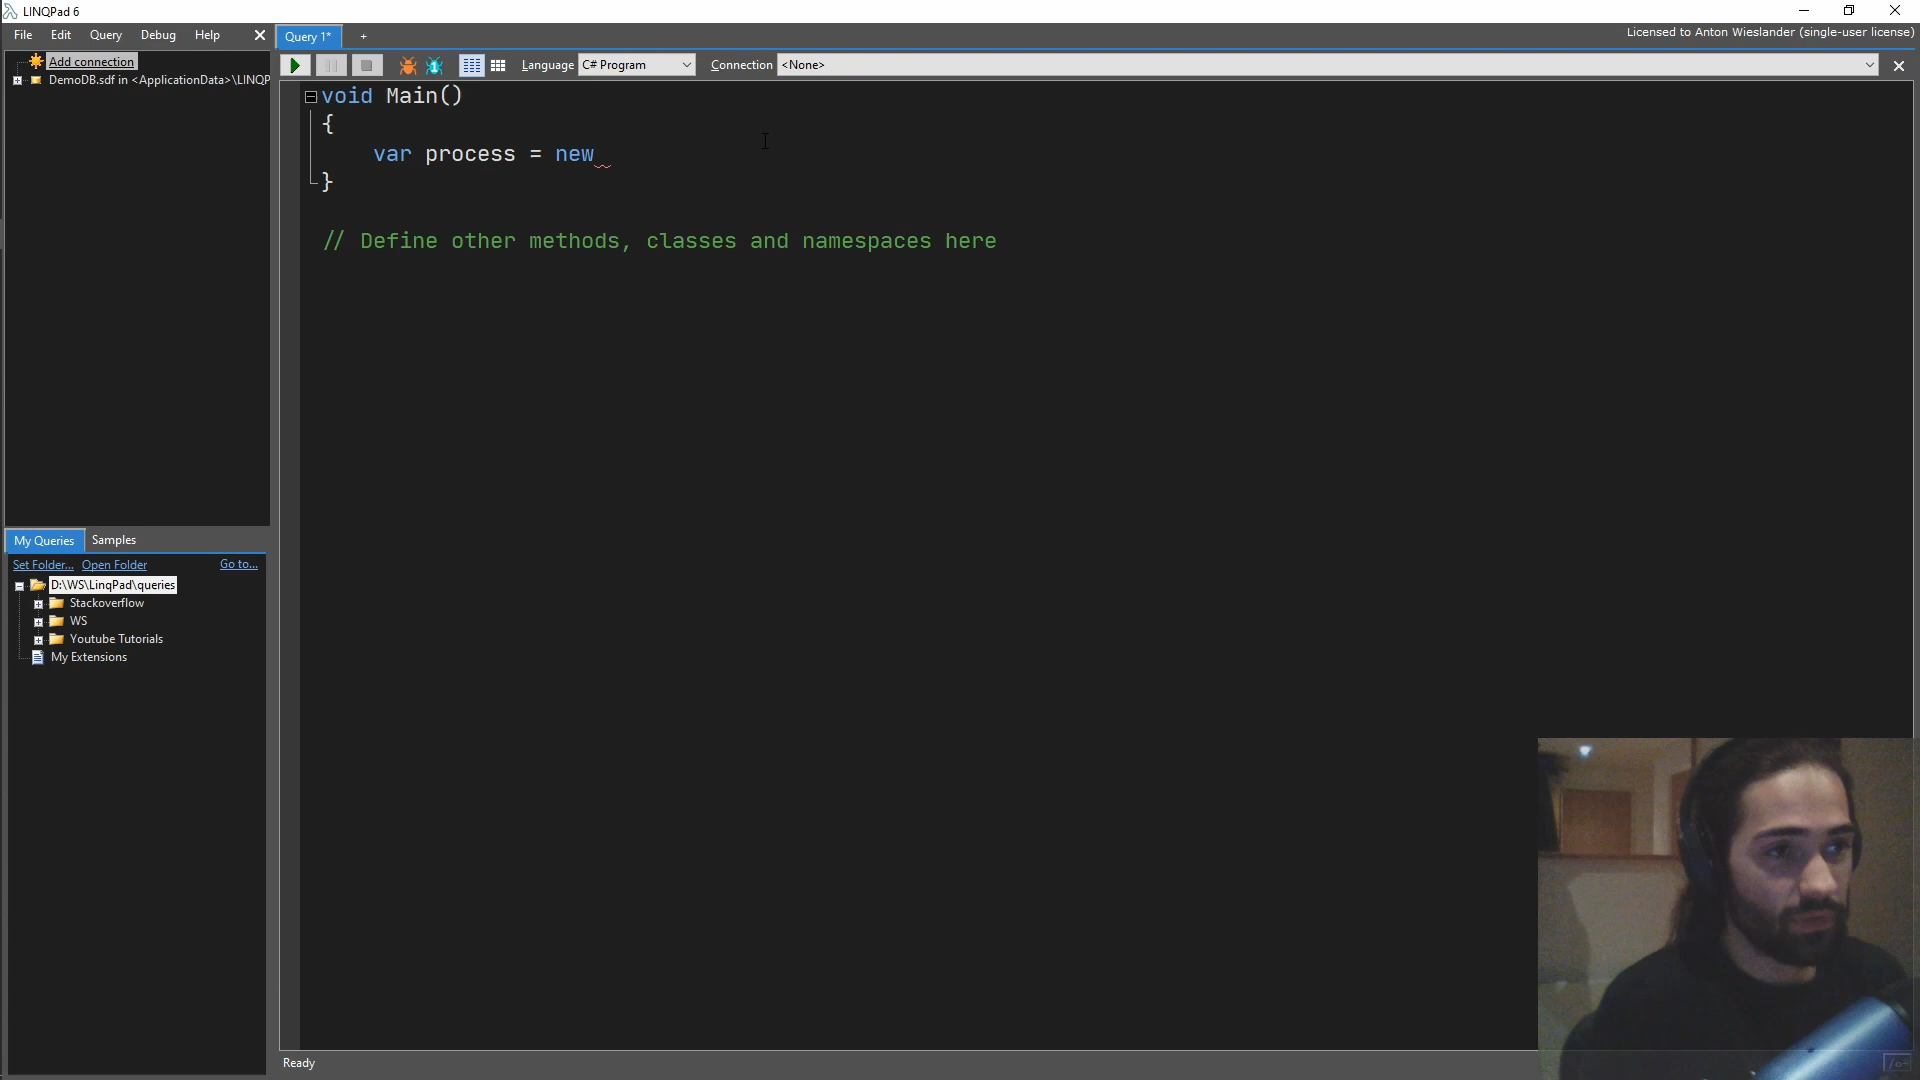 LINQPad 6
File Edit Query Debug Help
Query 1*
+
Licensed to Anton Wieslander (single-user license)
Add connection
DemoDB.sdf in <ApplicationData>\LINQP
Language C# Program
Connection <None>
void Main()
{
var process = new
}
// Define other methods, classes and namespaces here
My Queries
Samples
Set Folder... Open Folder Go to...
D:\WS\LinqPad\queries
Stackoverflow
WS
Youtube Tutorials
My Extensions
Ready
/o=